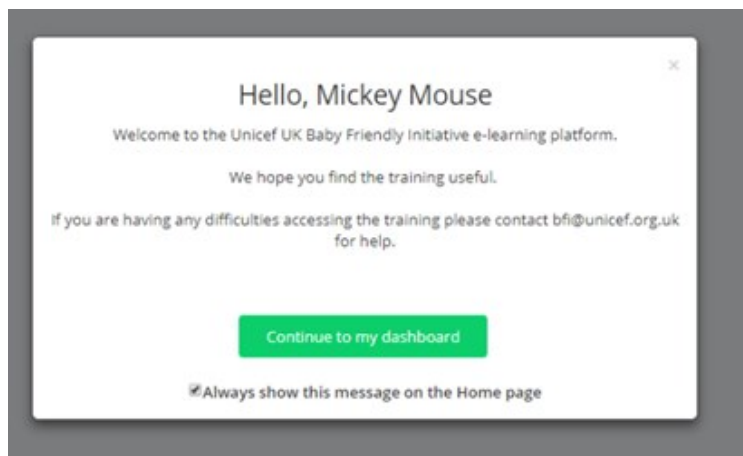 Hello, Mickey Mouse
Welcome to the Unicef UK Baby Friendly Initiative e-learning platform.
We hope you find the training useful.
If you are having any difficulties accessing the training please contact bfi@unicef.org.uk
for help.
Continue to my dashboard
Always show this message on the Home page